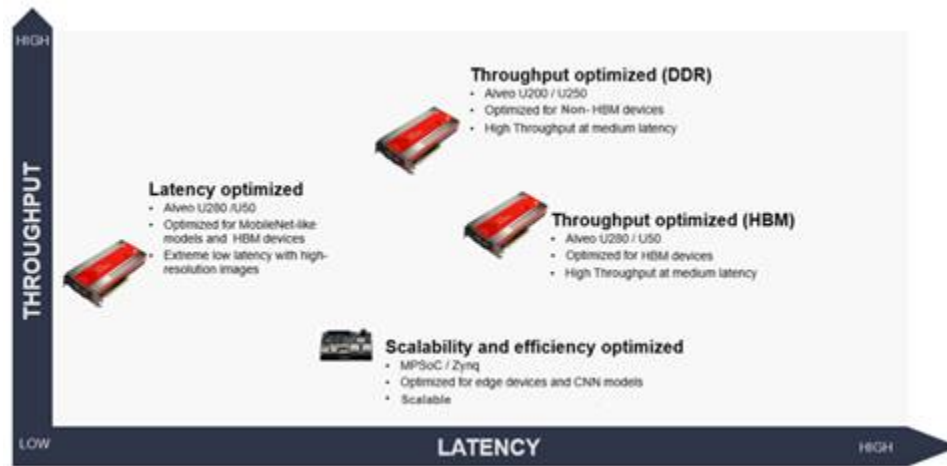 HIGH
THROUGHPUT
Throughput optimized (DDR)
• Alveo U200 / U250
• Optimized for Non- HBM devices
• High Throughput at medium latency
Latency optimized
• Alveo U280 /U50
• Optimized for MobileNet-like
models and HBM devices
• Extreme low latency with high-
resolution images
Throughput optimized (HBM)
• Alveo U280 / U50
• Optimized for HBM devices
• High Throughput at medium latency
Scalability and efficiency optimized
• MPSoC / Zynq
• Optimized for edge devices and CNN models
• Scalable
LOW
LATENCY
HIGH